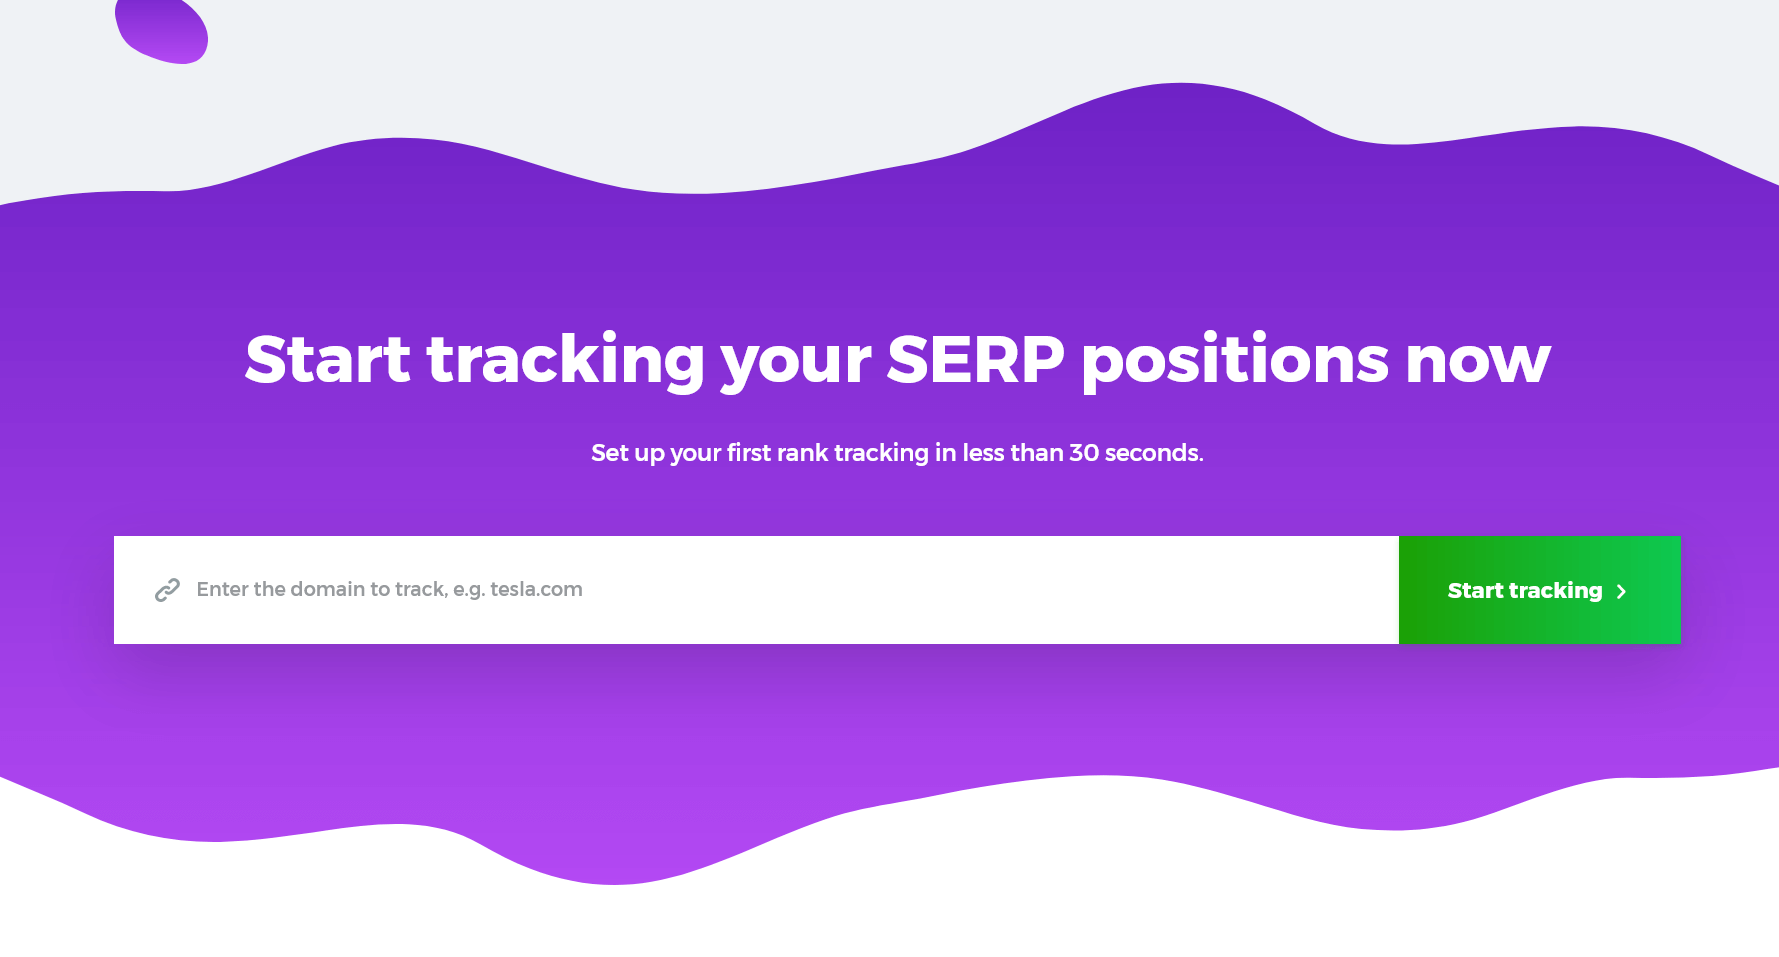 Start tracking your SERP positions now
Set up your first rank tracking in less than 30 seconds.
Enter the domain to track, e.g. tesla.com
Start tracking